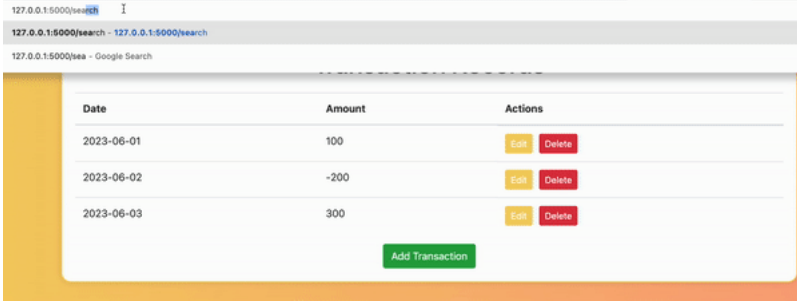 127.0.0.1:5000/search
127.0.0.1:5000/search - 127.0.0.1:5000/search
127.0.0.1:5000/sea - Google Search
Transaction Records
Date Amount Actions
2023-06-01 100 Edit Delete
2023-06-02 -200 Edit Delete
2023-06-03 300 Edit Delete
Add Transaction